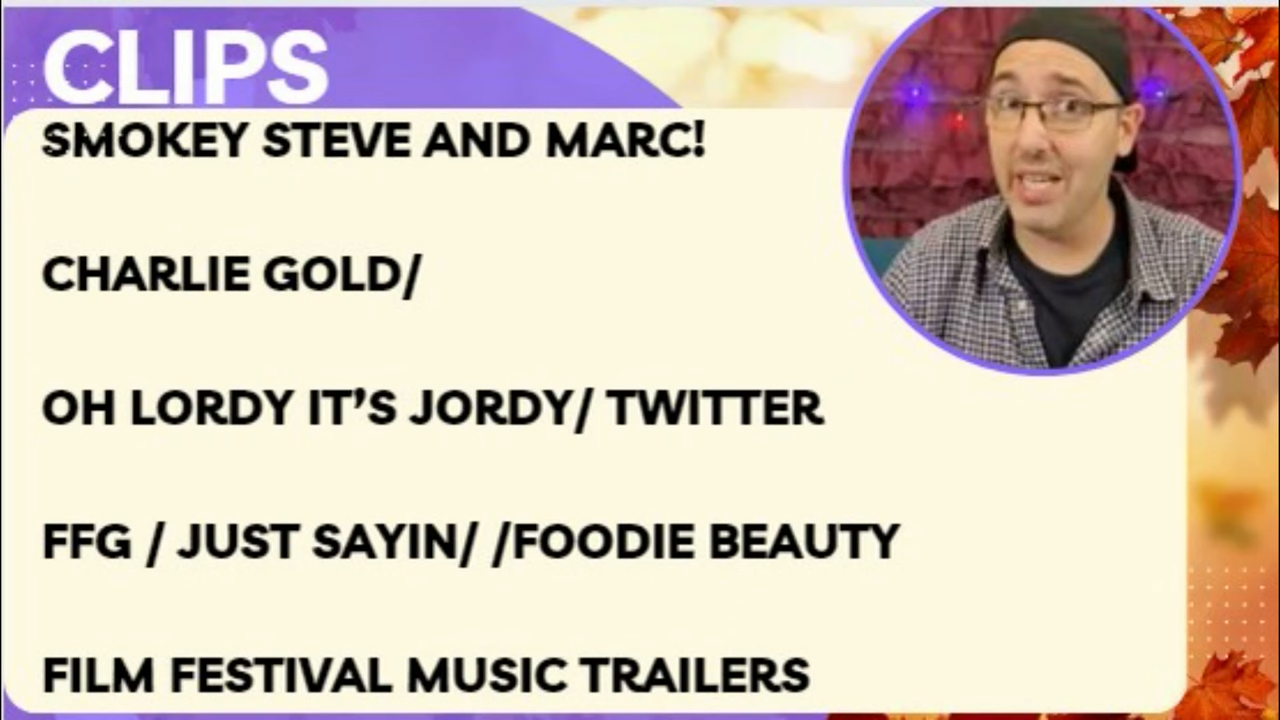 CLIPS
SMOKEY STEVE AND MARC!
CHARLIE GOLD/
OH LORDY IT'S JORDY/ TWITTER
FFG / JUST SAYIN/ /FOODIE BEAUTY
FILM FESTIVAL MUSIC TRAILERS